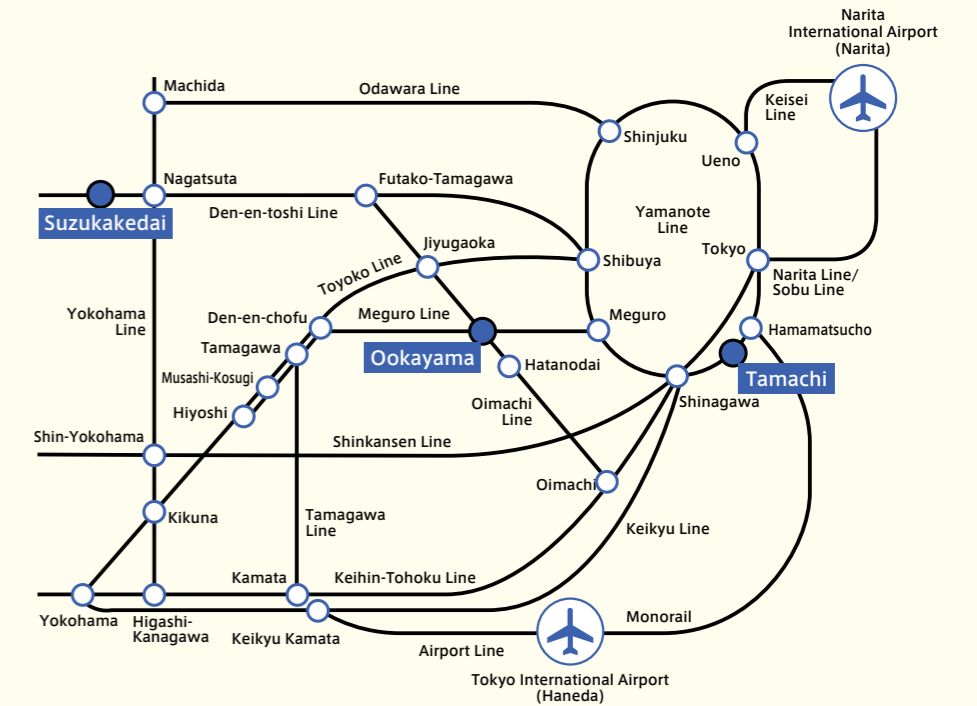 Narita
International Airport
(Narita)
Machida
Odawara Line
Keisei
Line
Shinjuku
Ueno
Nagatsuta
Futako-Tamagawa
Suzukakedai
Den-en-toshi Line
Yamanote
Line
Jiyugaoka
Tokyo
Toyoko Line
Shibuya
Narita Line/
Sobu Line
Yokohama
Line
Den-en-chofu
Meguro Line
Meguro
Hamamatsucho
Tamagawa
Ookayama
Hatanodai
Musashi-Kosugi
Tamachi
Hiyoshi
Oimachi
Line
Shinagawa
Shin-Yokohama
Shinkansen Line
Oimachi
Kikuna
Tamagawa
Line
Keikyu Line
Kamata
Keihin-Tohoku Line
Yokohama
Higashi-
Kanagawa
Keikyu Kamata
Monorail
Airport Line
Tokyo International Airport
(Haneda)